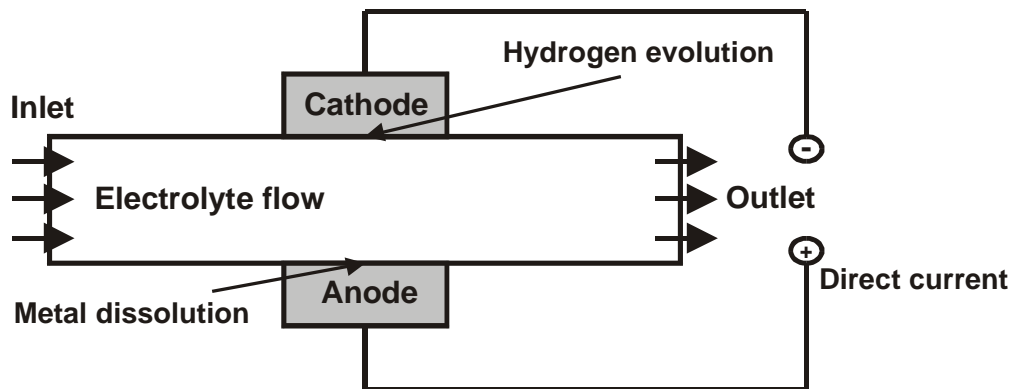 Hydrogen evolution
Inlet
Cathode
-
Electrolyte flow
Outlet
+
Anode
Direct current
Metal dissolution